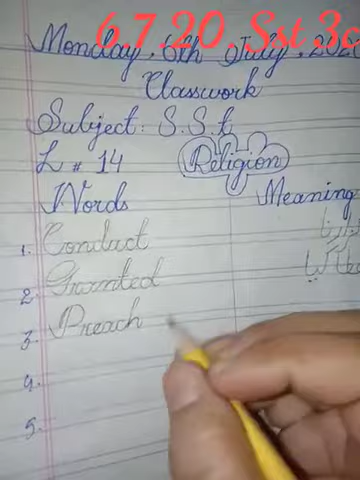 6.7.20. Sst 3c
Monday, 6th July, 202
Classwork
Subject: S.S.t
L # 14 Religion
Words Meaning
1. Conduct
2. Granted
3. Preach
4.
5.